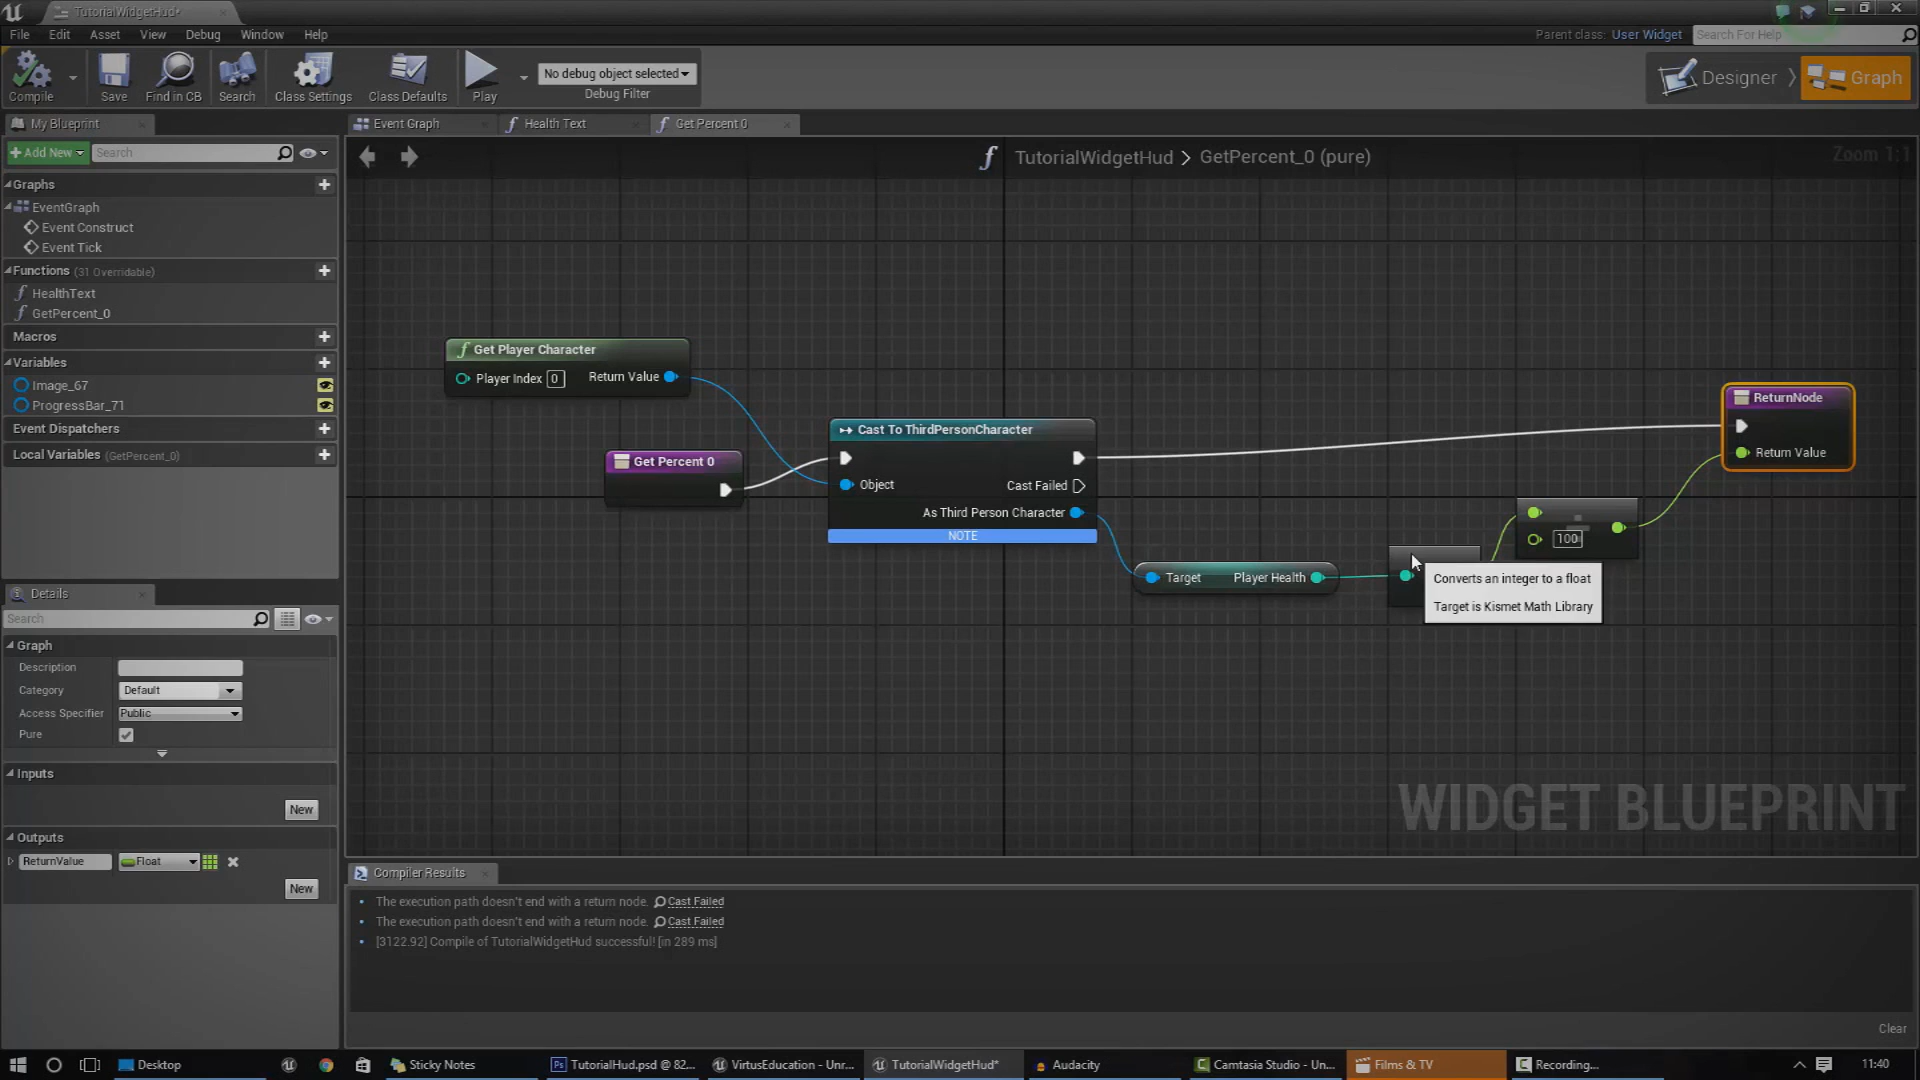 TutorialWidgetHud*
File Edit Asset View Debug Window Help
Parent class: User Widget Search For Help
Compile Save Find in CB Search Class Settings Class Defaults Play
No debug object selected
Debug Filter
Designer Graph
My Blueprint
Event Graph Health Text Get Percent 0
Add New Search
TutorialWidgetHud > GetPercent_0 (pure)
Zoom 1:1
Graphs
EventGraph
Event Construct
Event Tick
Functions (31 Overridable)
HealthText
GetPercent_0
Macros
Variables
Image_67
ProgressBar_71
Event Dispatchers
Local Variables (GetPercent_0)
Get Player Character
Player Index 0 Return Value
Get Percent 0
Cast To ThirdPersonCharacter
Object
Cast Failed
As Third Person Character
NOTE
Target Player Health
Converts an integer to a float
Target is Kismet Math Library
100
ReturnNode
Return Value
WIDGET BLUEPRINT
Details
Search
Graph
Description
Category Default
Access Specifier Public
Pure
Inputs
New
Outputs
ReturnValue Float
New
Compiler Results
The execution path doesn't end with a return node. Cast Failed
The execution path doesn't end with a return node. Cast Failed
[3122.92] Compile of TutorialWidgetHud successful! [in 289 ms]
Clear
Desktop
Sticky Notes
TutorialHud.psd @ 82...
VirtusEducation - Unr...
TutorialWidgetHud*
Audacity
Camtasia Studio - Un...
Films & TV
Recording...
11:40